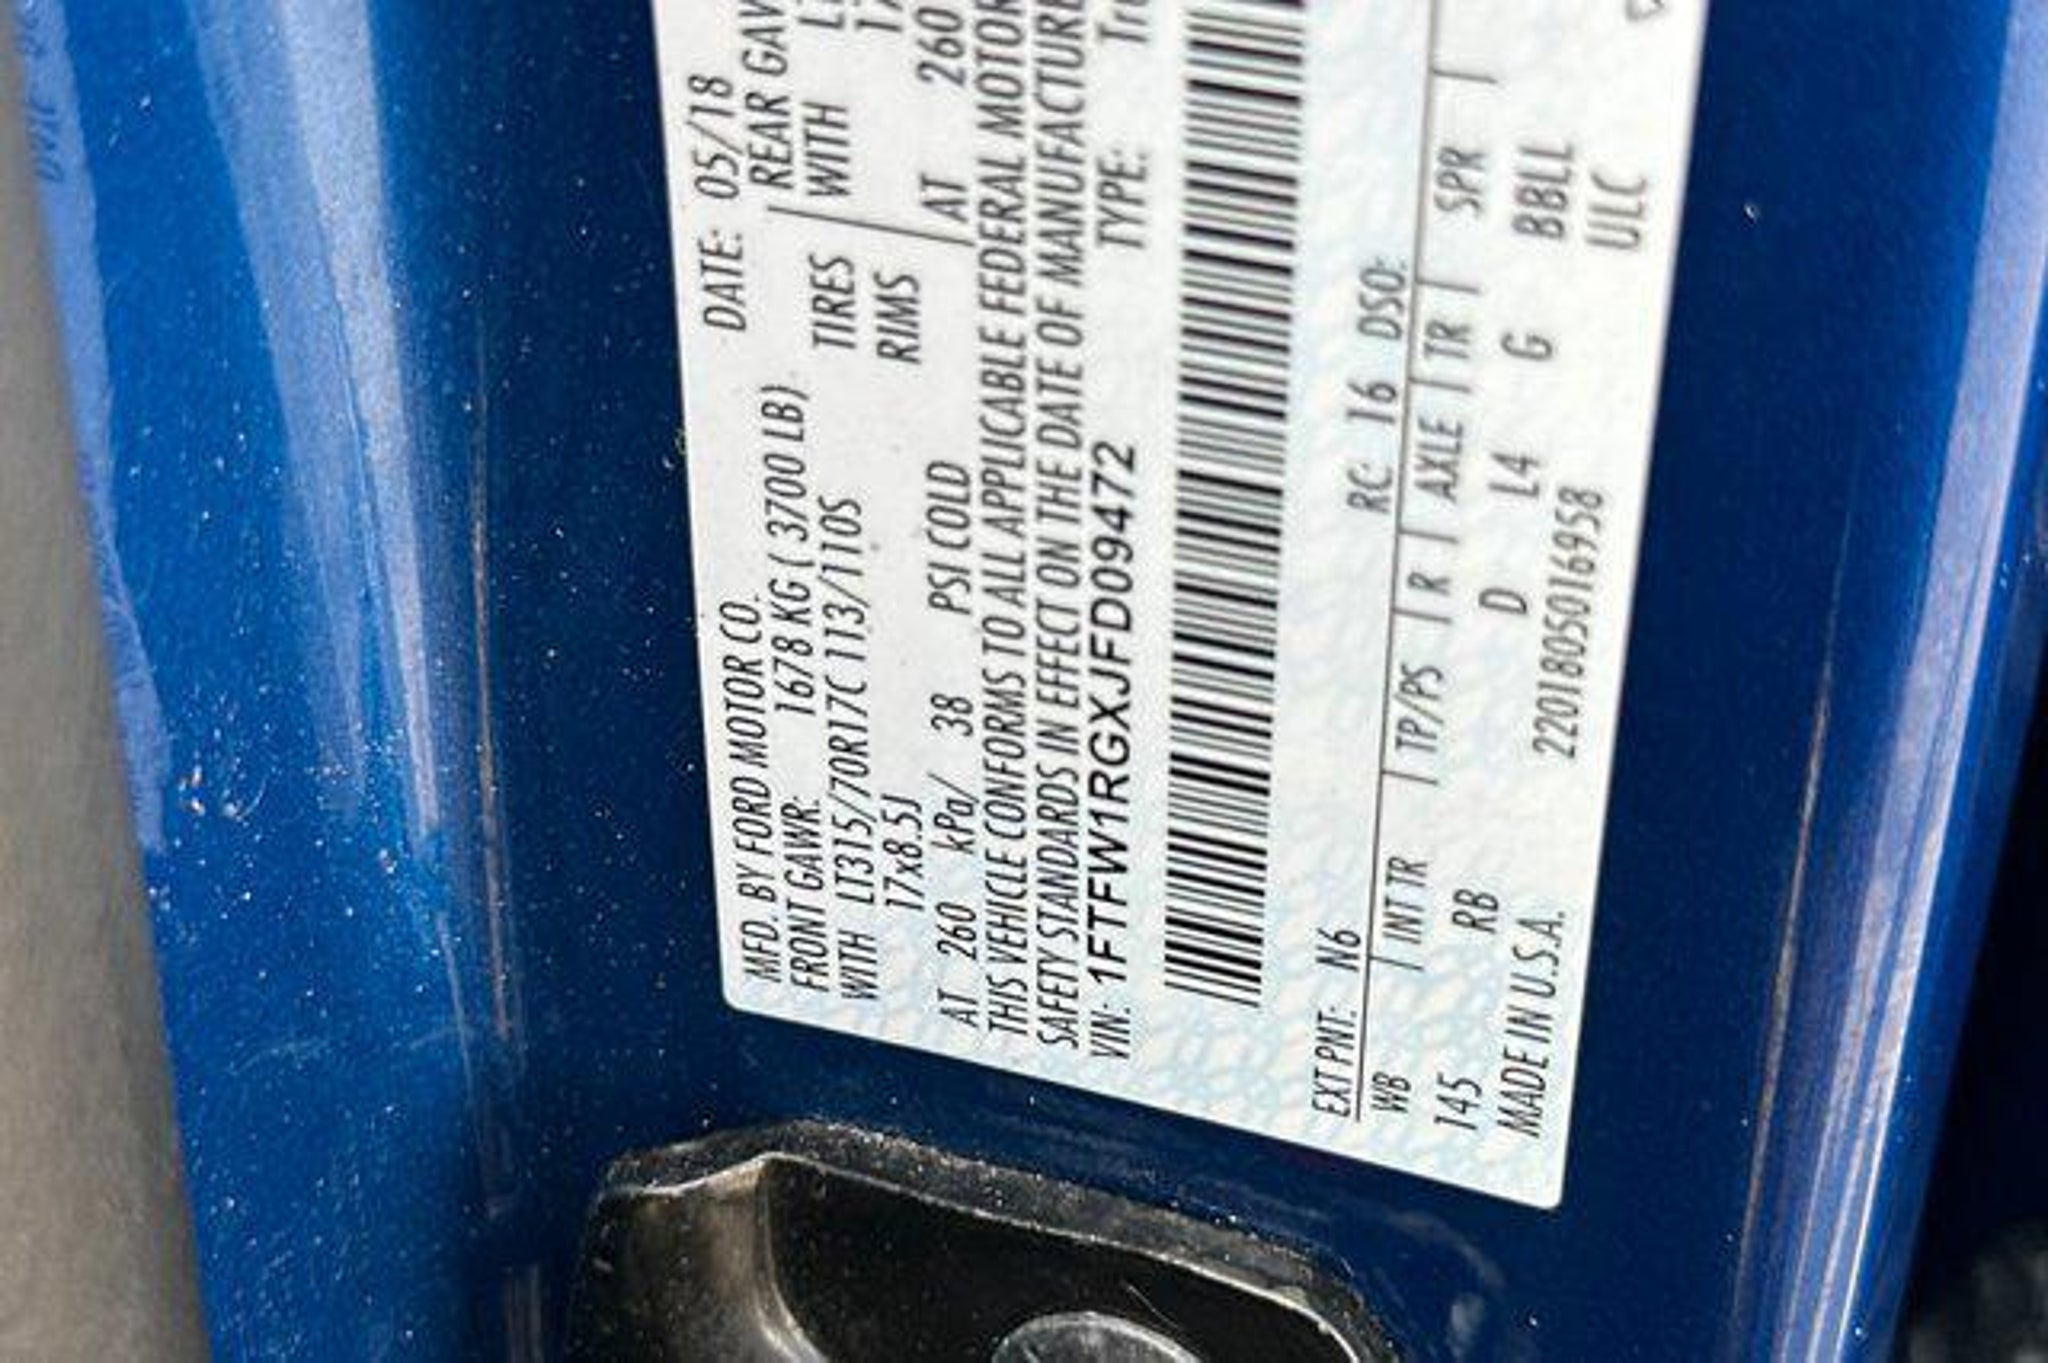 MFD. BY FORD MOTOR CO. DATE: 05/18
FRONT GAWR: 1678 KG ( 3700 LB) REAR GAW
WITH LT315/70R17C 113/110S TIRES WITH
17x8.5J RIMS
AT 260 kPa/ 38 PSI COLD AT 260
THIS VEHICLE CONFORMS TO ALL APPLICABLE FEDERAL MOTOR
SAFETY STANDARDS IN EFFECT ON THE DATE OF MANUFACTURE
VIN: 1FTFW1RGXJFD09472 TYPE:
EXT PNT: N6 RC: 16 DSO:
WB | INT TR | TP/PS | R | AXLE | TR | SPR |
145 RB D L4 G BBLL
MADE IN U.S.A. 22018050169​58 ULC